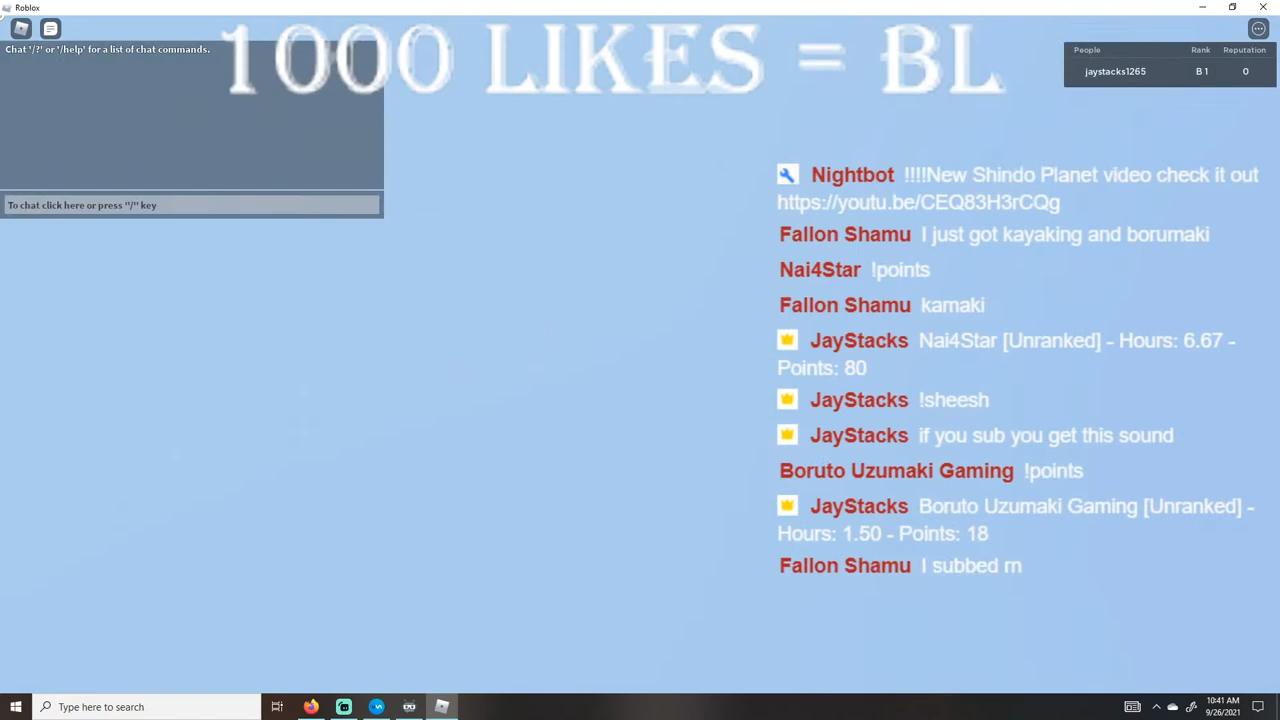 Roblox
Chat '/?' or '/help' for a list of chat commands.
1000 LIKES = BL
People Rank Reputation
jaystacks1265 B 1 0
To chat click here or press "/" key
Nightbot !!!!New Shindo Planet video check it out
https://youtu.be/CEQ83H3rCQg
Fallon Shamu I just got kayaking and borumaki
Nai4Star !points
Fallon Shamu kamaki
JayStacks Nai4Star [Unranked] - Hours: 6.67 -
Points: 80
JayStacks !sheesh
JayStacks if you sub you get this sound
Boruto Uzumaki Gaming !points
JayStacks Boruto Uzumaki Gaming [Unranked] -
Hours: 1.50 - Points: 18
Fallon Shamu I subbed rn
Type here to search
10:41 AM
9/26/2021